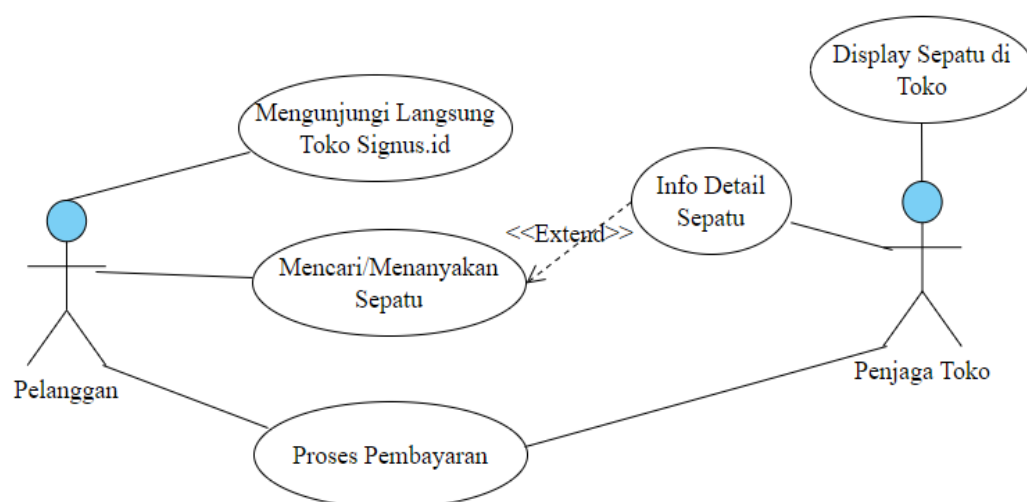 Display Sepatu di
Toko
Mengunjungi Langsung
Toko Signus.id
Info Detail
Sepatu
<<Extend>>
Mencari/Menanyakan
Sepatu
Pelanggan
Penjaga Toko
Proses Pembayaran